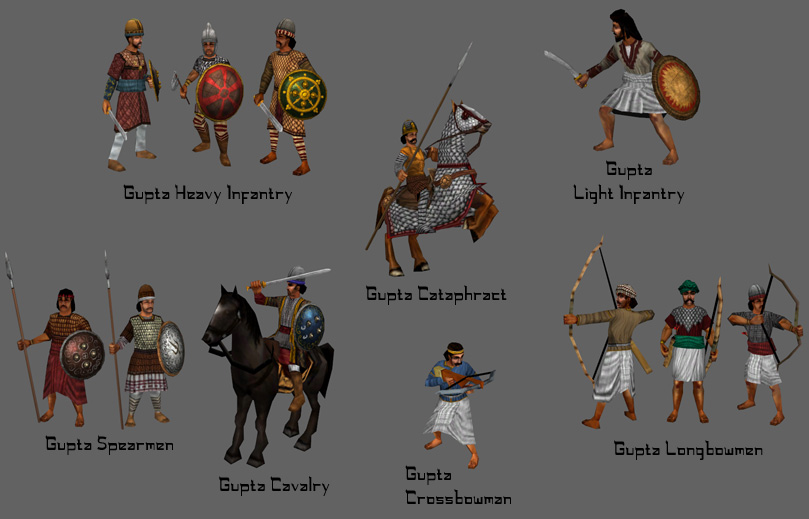 Gupta Heavy Infantry
Gupta
Light Infantry
Gupta Cataphract
Gupta Spearmen
Gupta Cavalry
Gupta
Crossbowman
Gupta Longbowmen